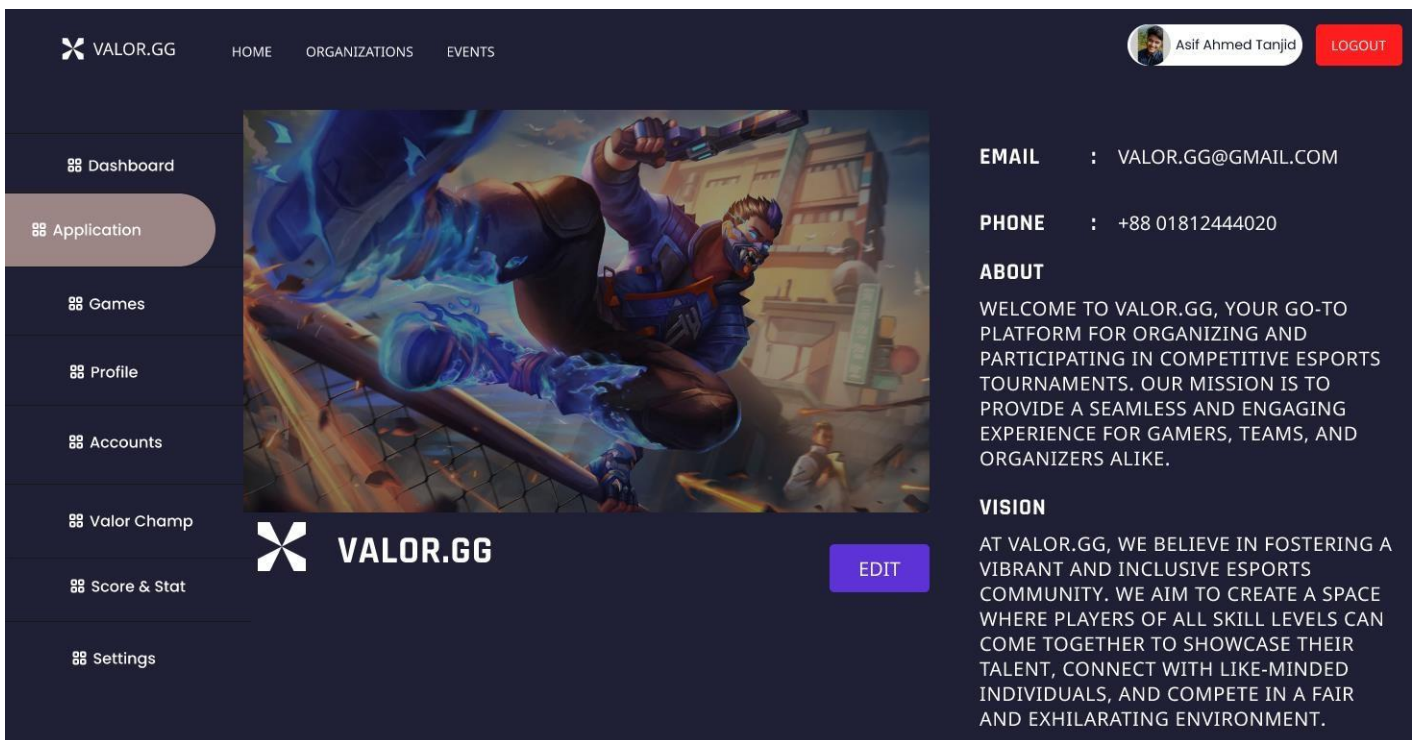 VALOR.GG
HOME
ORGANIZATIONS
EVENTS
Asif Ahmed Tanjid
LOGOUT
Dashboard
Application
Games
Profile
Accounts
Valor Champ
Score & Stat
Settings
VALOR.GG
EDIT
EMAIL : VALOR.GG@GMAIL.COM
PHONE : +88 01812444020
ABOUT
WELCOME TO VALOR.GG, YOUR GO-TO
PLATFORM FOR ORGANIZING AND
PARTICIPATING IN COMPETITIVE ESPORTS
TOURNAMENTS. OUR MISSION IS TO
PROVIDE A SEAMLESS AND ENGAGING
EXPERIENCE FOR GAMERS, TEAMS, AND
ORGANIZERS ALIKE.
VISION
AT VALOR.GG, WE BELIEVE IN FOSTERING A
VIBRANT AND INCLUSIVE ESPORTS
COMMUNITY. WE AIM TO CREATE A SPACE
WHERE PLAYERS OF ALL SKILL LEVELS CAN
COME TOGETHER TO SHOWCASE THEIR
TALENT, CONNECT WITH LIKE-MINDED
INDIVIDUALS, AND COMPETE IN A FAIR
AND EXHILARATING ENVIRONMENT.